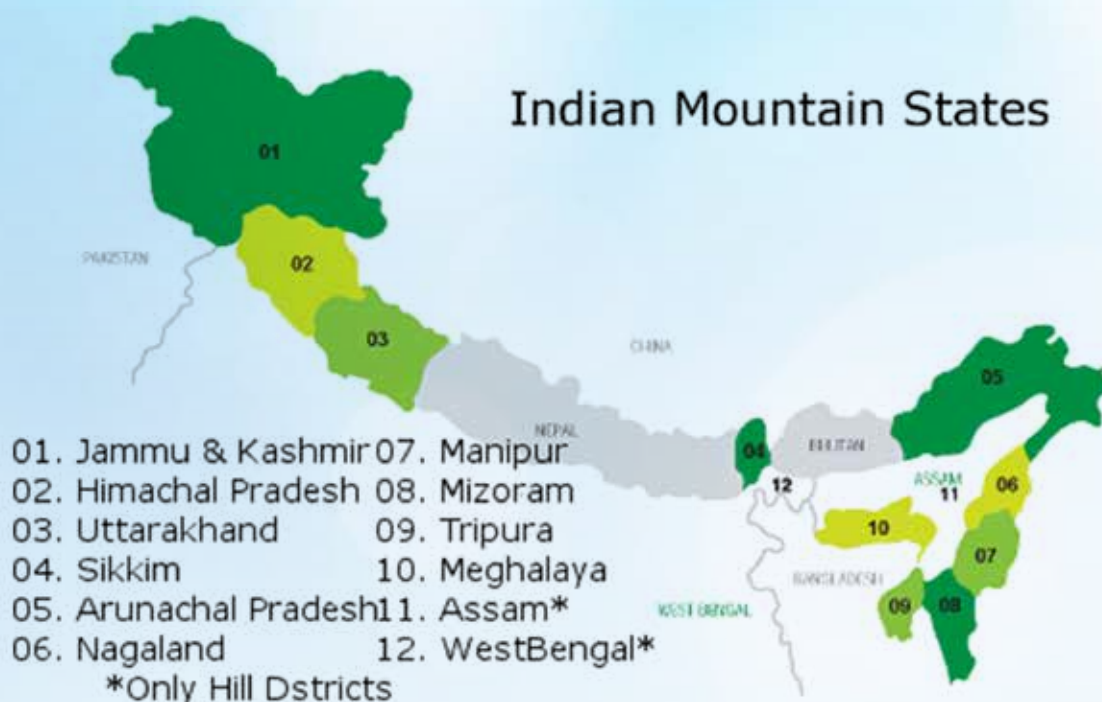 Indian Mountain States
01
02
03
04
05
06
07
08
09
10
11
12
PAKISTAN
CHINA
NEPAL
BHUTAN
ASSAM
BANGLADESH
WEST BENGAL
01. Jammu & Kashmir
02. Himachal Pradesh
03. Uttarakhand
04. Sikkim
05. Arunachal Pradesh
06. Nagaland
07. Manipur
08. Mizoram
09. Tripura
10. Meghalaya
11. Assam*
12. WestBengal*
*Only Hill Dstricts